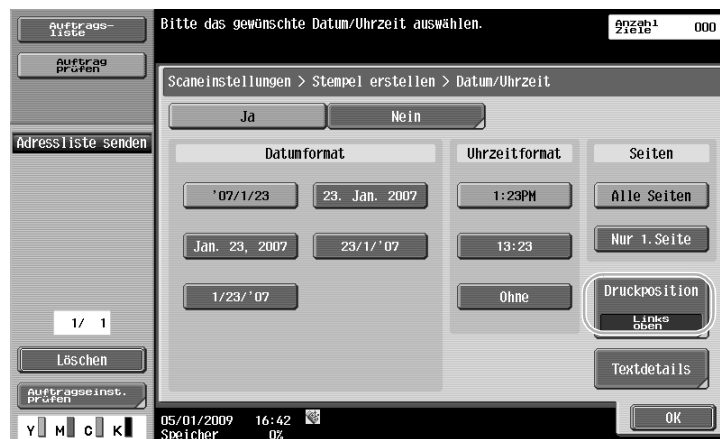 Auftrags-
liste
Auftrag
prüfen
Bitte das gewünschte Datum/Uhrzeit auswählen.
Anzahl
Ziele
000
Scaneinstellungen > Stempel erstellen > Datum/Uhrzeit
Ja
Nein
Adressliste senden
Datumformat
Uhrzeitformat
Seiten
'07/1/23
23. Jan. 2007
1:23PM
Alle Seiten
Jan. 23, 2007
23/1/'07
13:23
Nur 1.Seite
1/23/'07
Ohne
Druckposition
Links
oben
1/ 1
Löschen
Textdetails
Auftragseinst.
prüfen
Y M C K
05/01/2009 16:42
Speicher 0%
OK